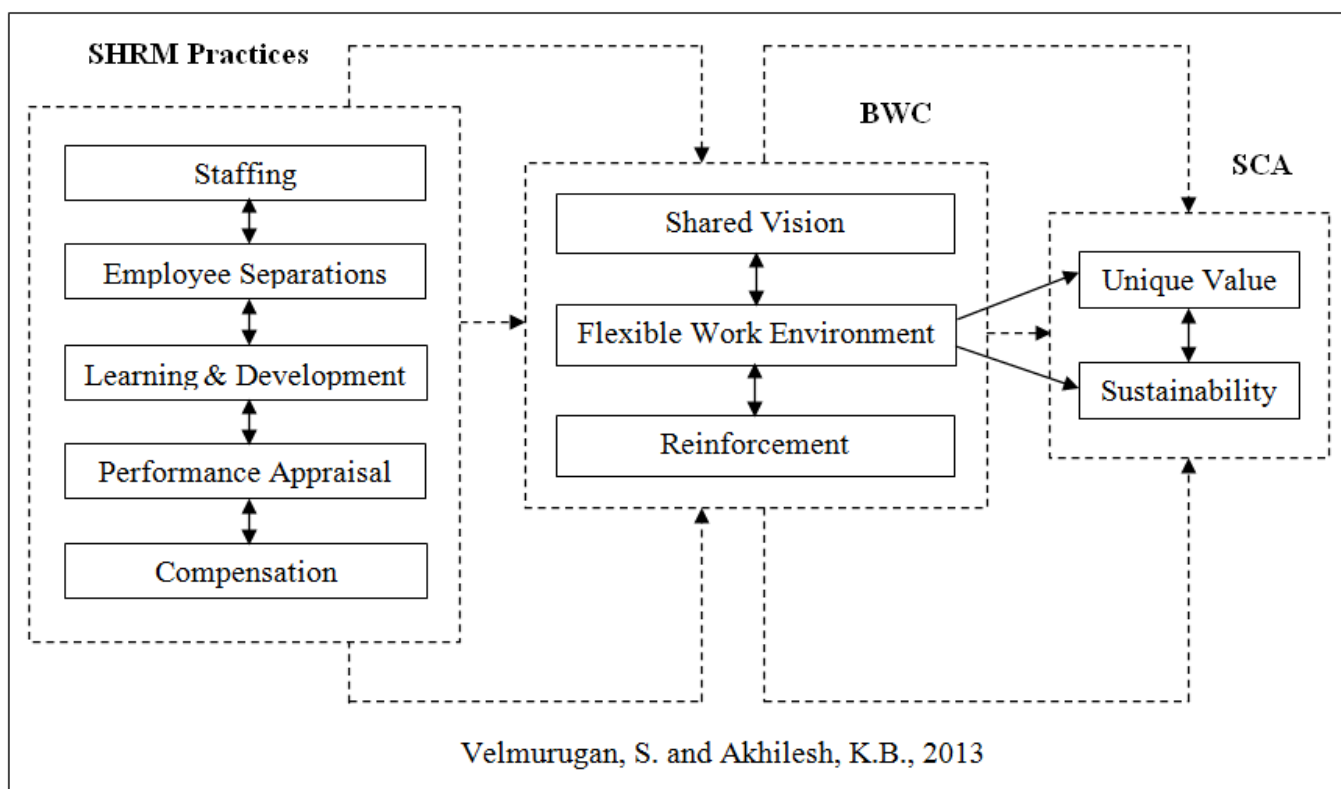 SHRM Practices
Staffing
Employee Separations
Learning & Development
Performance Appraisal
Compensation
BWC
Shared Vision
Flexible Work Environment
Reinforcement
SCA
Unique Value
Sustainability
Velmurugan, S. and Akhilesh, K.B., 2013